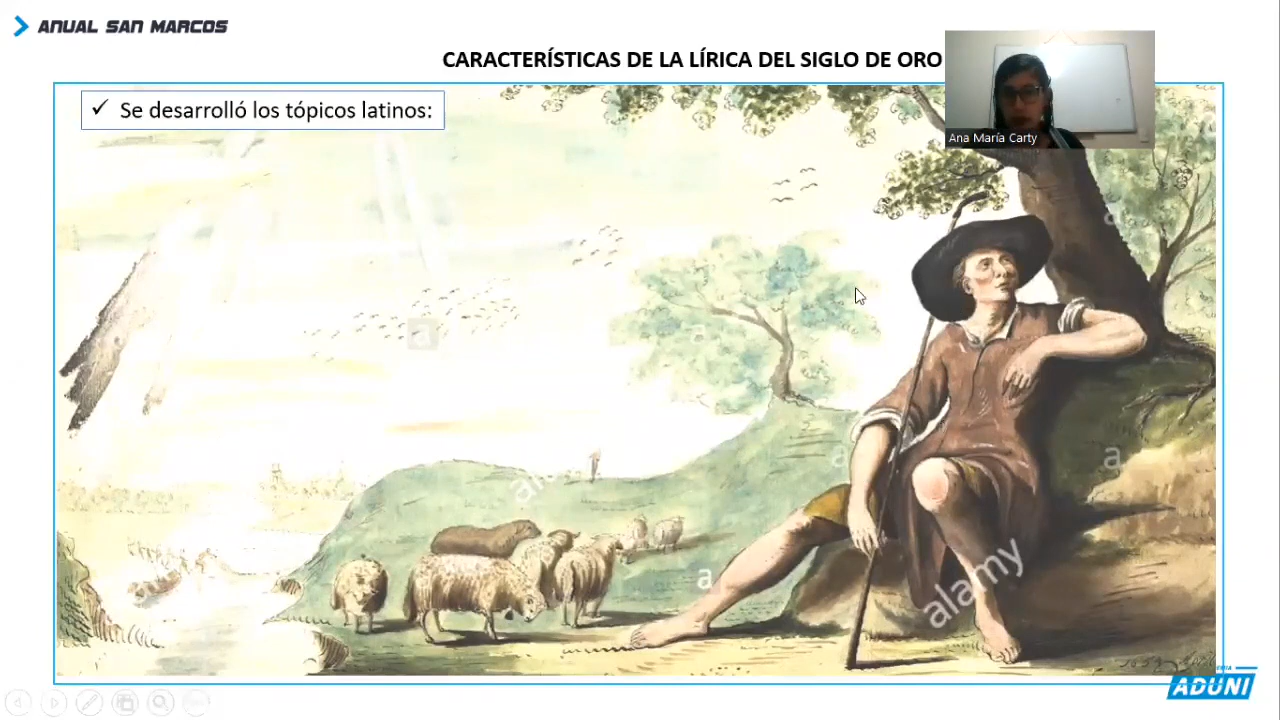 ANUAL SAN MARCOS
CARACTERÍSTICAS DE LA LÍRICA DEL SIGLO DE ORO
✓ Se desarrolló los tópicos latinos:
Ana María Carty
a
a
a
a
a
a
alamy
ADUNI